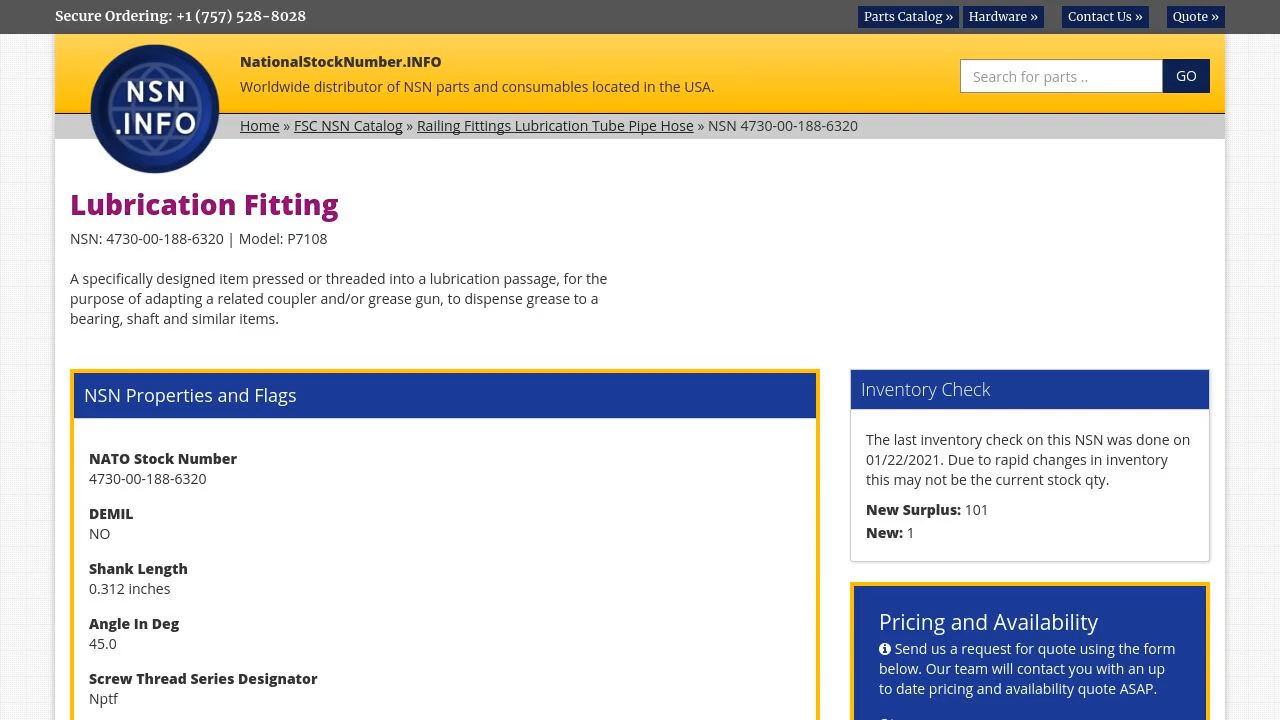 Secure Ordering: +1 (757) 528-8028
Parts Catalog »
Hardware »
Contact Us »
Quote »
NSN
.INFO
NationalStockNumber.INFO
Worldwide distributor of NSN parts and consumables located in the USA.
Search for parts ..
GO
Home » FSC NSN Catalog » Railing Fittings Lubrication Tube Pipe Hose » NSN 4730-00-188-6320
Lubrication Fitting
NSN: 4730-00-188-6320 | Model: P7108
A specifically designed item pressed or threaded into a lubrication passage, for the
purpose of adapting a related coupler and/or grease gun, to dispense grease to a
bearing, shaft and similar items.
NSN Properties and Flags
NATO Stock Number
4730-00-188-6320
DEMIL
NO
Shank Length
0.312 inches
Angle In Deg
45.0
Screw Thread Series Designator
Nptf
Inventory Check
The last inventory check on this NSN was done on
01/22/2021. Due to rapid changes in inventory
this may not be the current stock qty.
New Surplus: 101
New: 1
Pricing and Availability
Send us a request for quote using the form
below. Our team will contact you with an up
to date pricing and availability quote ASAP.